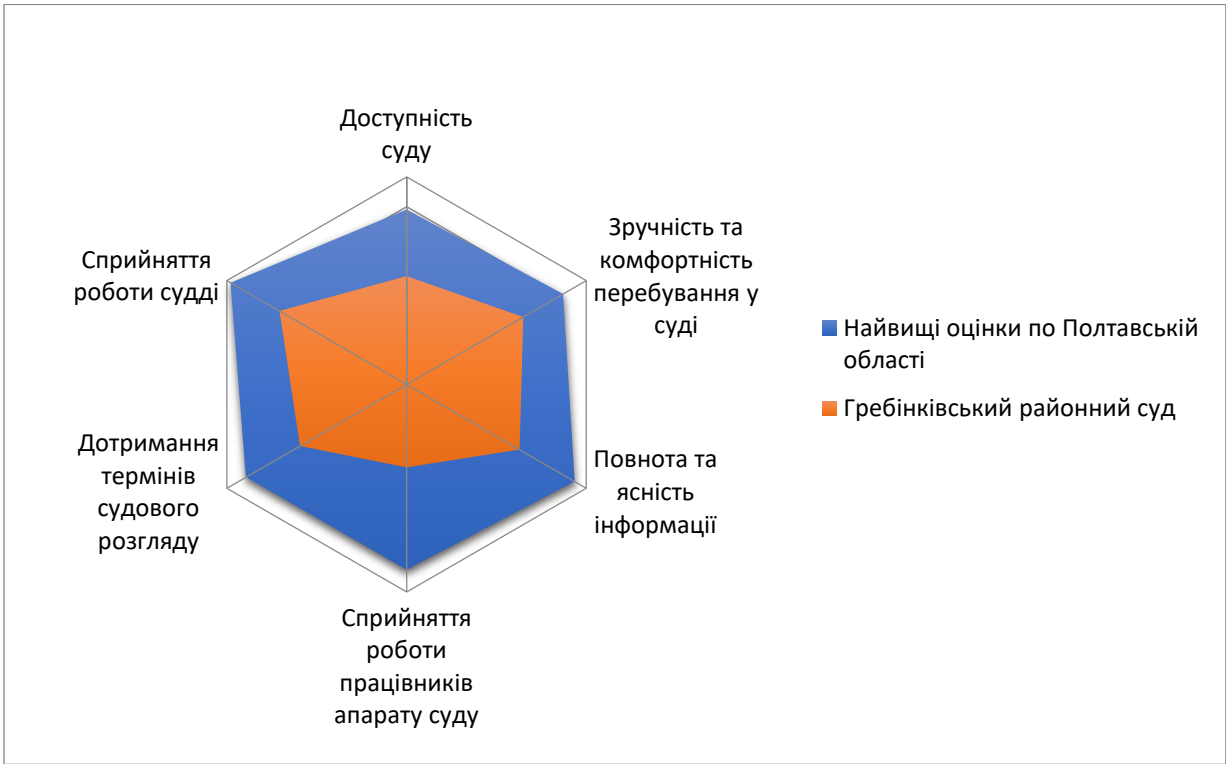 Доступність
суду
Зручність та
комфортність
перебування у
суді
Повнота та
ясність
інформації
Сприйняття
роботи
працівників
апарату суду
Дотримання
термінів
судового
розгляду
Сприйняття
роботи судді
Найвищі оцінки по Полтавській
області
Гребінківський районний суд